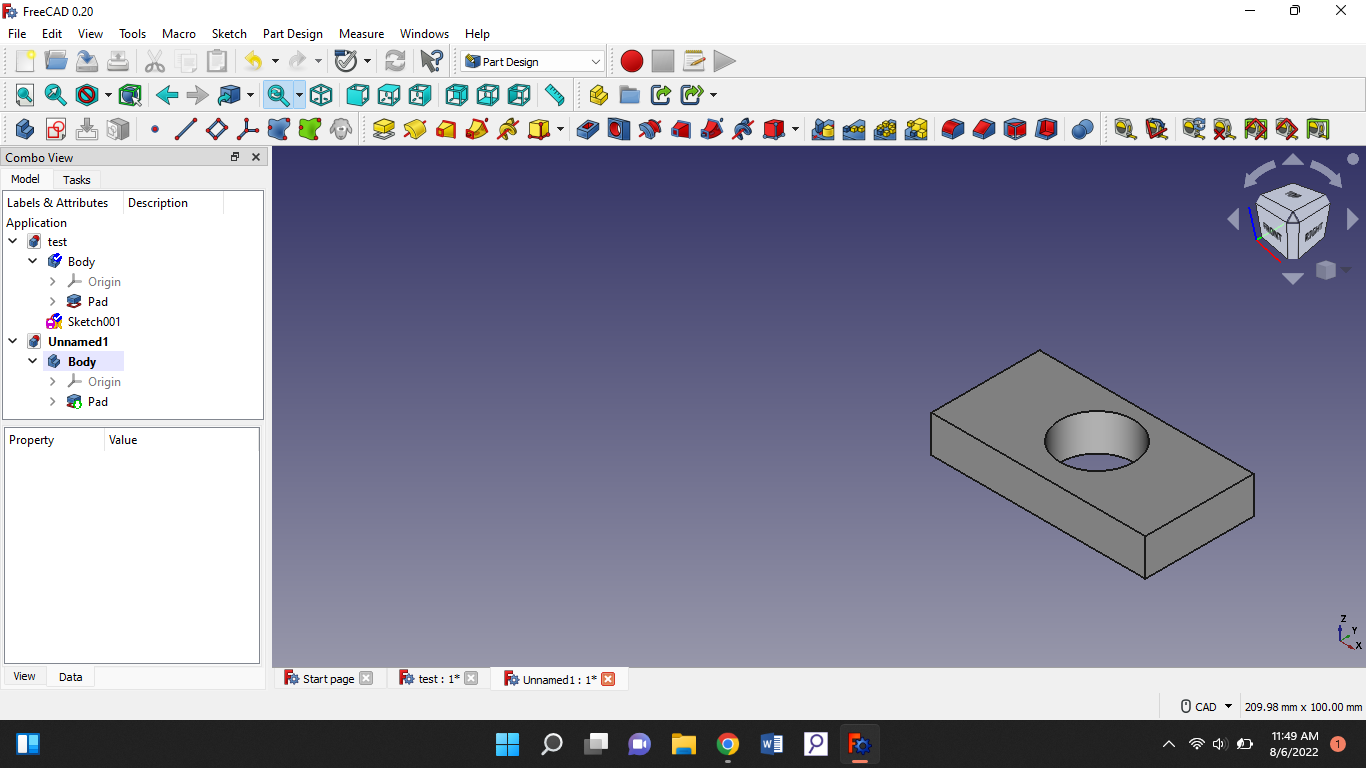 FreeCAD 0.20
File Edit View Tools Macro Sketch Part Design Measure Windows Help
Part Design
Combo View
Model Tasks
Labels & Attributes Description
Application
test
Body
Origin
Pad
Sketch001
Unnamed1
Body
Origin
Pad
Property Value
View Data
FRONT RIGHT
Z
Y
X
Start page test : 1* Unnamed1 : 1*
CAD 209.98 mm x 100.00 mm
11:49 AM
8/6/2022
1